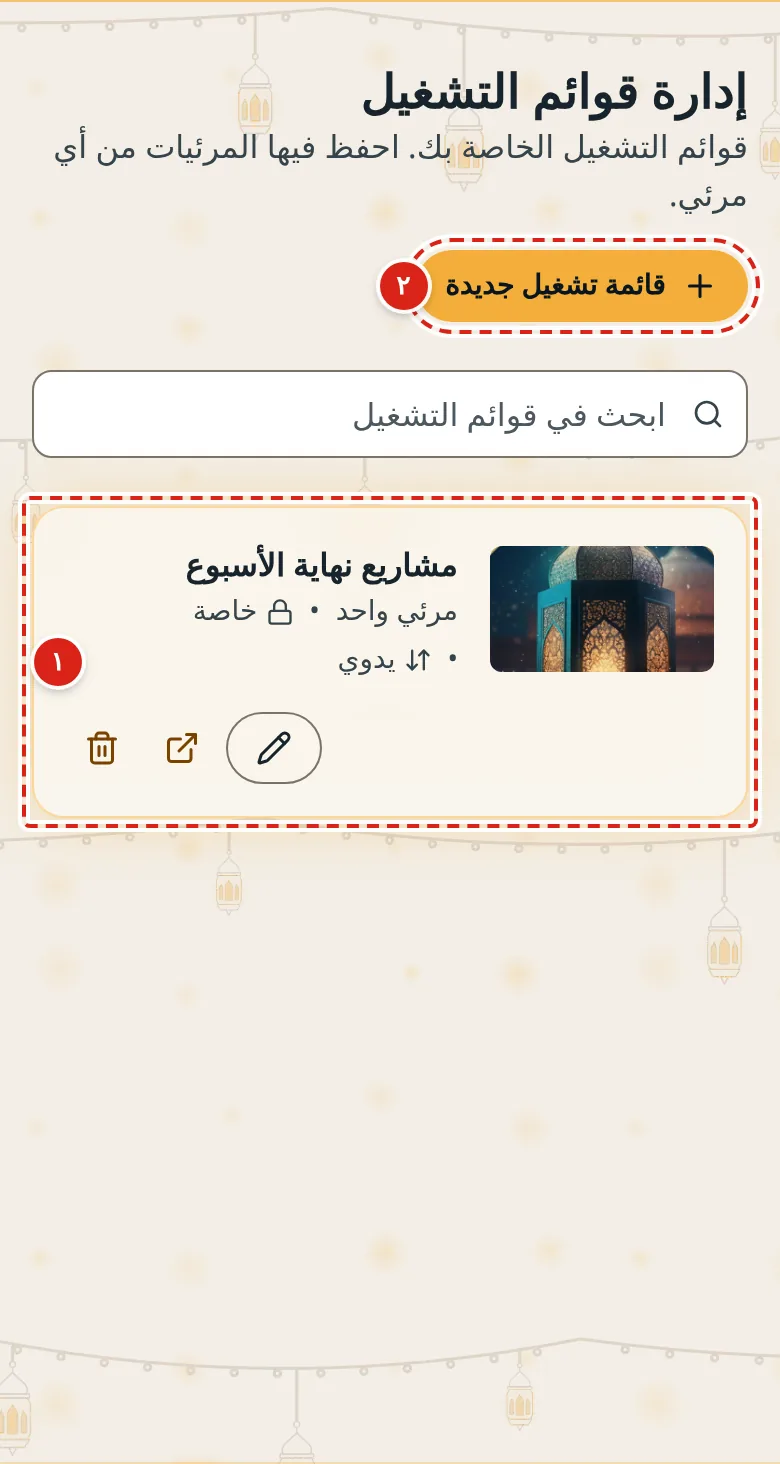 إدارة قوائم التشغيل
قوائم التشغيل الخاصة بك. احفظ فيها المرئيات من أي
مرئي.
قائمة تشغيل جديدة
٢
ابحث في قوائم التشغيل
مشاريع نهاية الأسبوع
مرئي واحد • خاصة
• يدوي
١